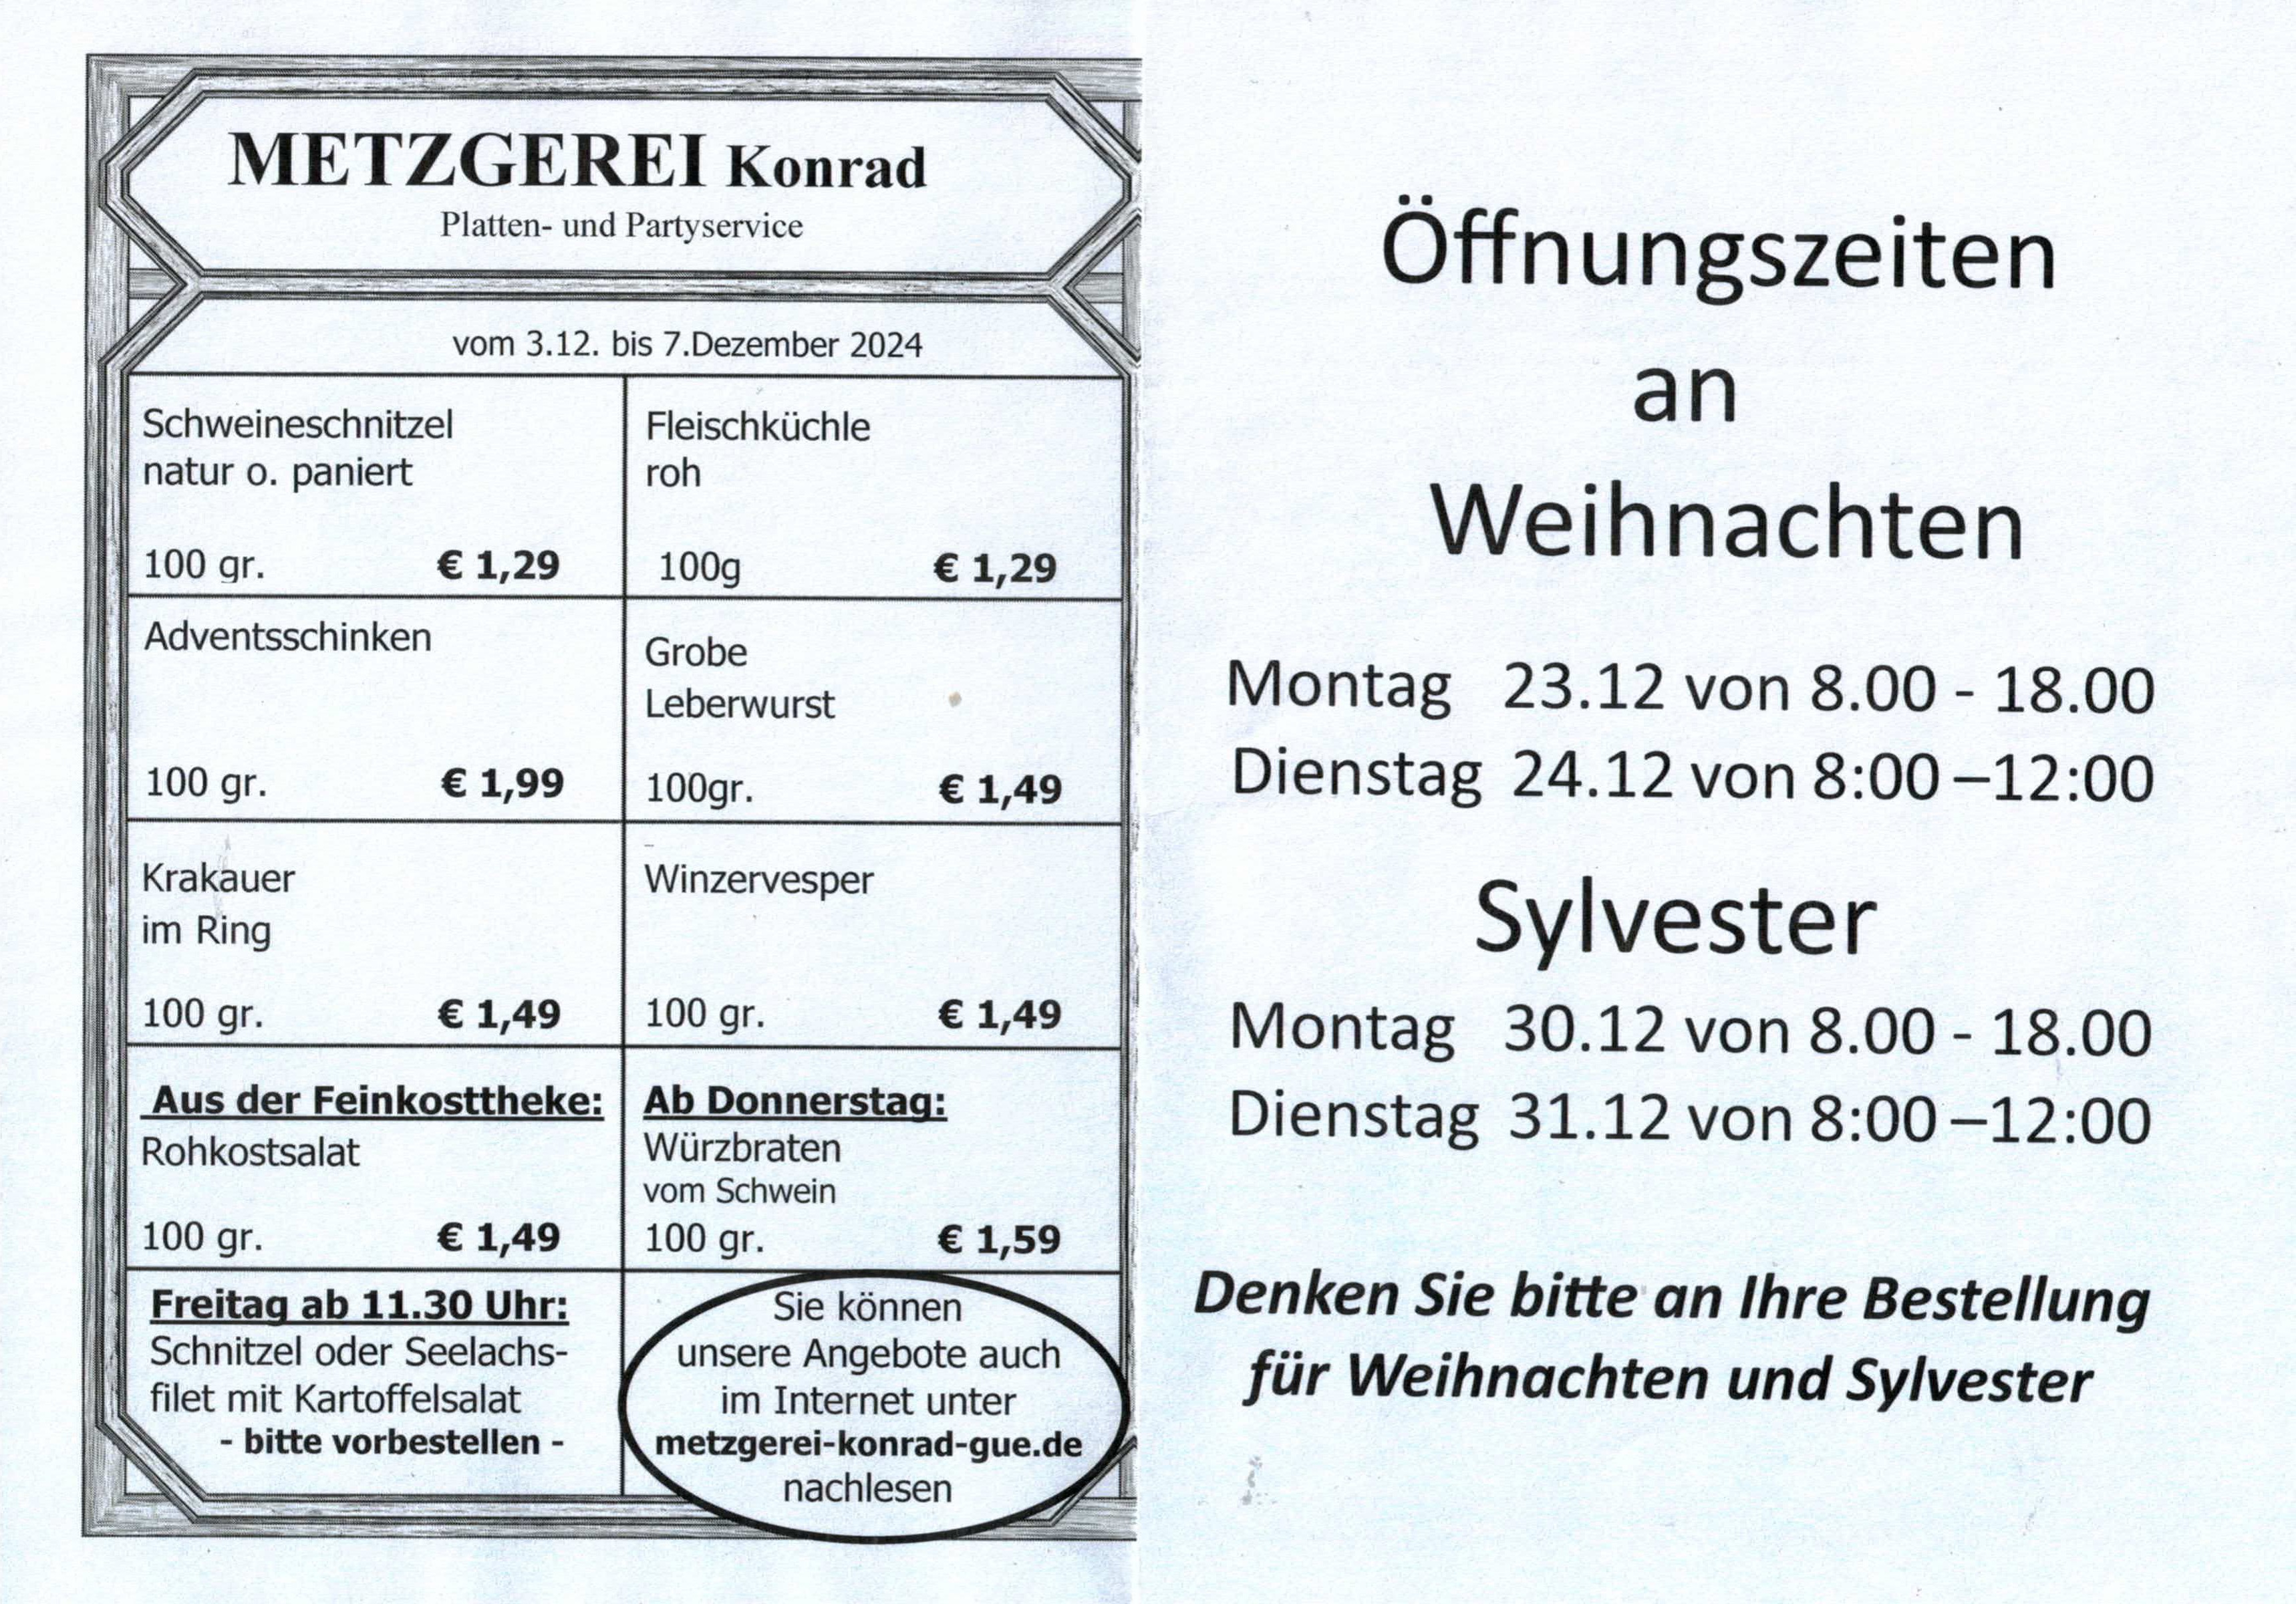 METZGEREI Konrad
Platten- und Partyservice
vom 3.12. bis 7.Dezember 2024
Schweineschnitzel
natur o. paniert
100 gr. € 1,29
Fleischküchle
roh
100g € 1,29
Adventsschinken
100 gr. € 1,99
Grobe
Leberwurst
100gr. € 1,49
Krakauer
im Ring
100 gr. € 1,49
Winzervesper
100 gr. € 1,49
Aus der Feinkosttheke:
Rohkostsalat
100 gr. € 1,49
Ab Donnerstag:
Würzbraten
vom Schwein
100 gr. € 1,59
Freitag ab 11.30 Uhr:
Schnitzel oder Seelachs-
filet mit Kartoffelsalat
- bitte vorbestellen -
Sie können
unsere Angebote auch
im Internet unter
metzgerei-konrad-gue.de
nachlesen
Öffnungszeiten
an
Weihnachten
Montag 23.12 von 8.00 - 18.00
Dienstag 24.12 von 8:00 –12:00
Sylvester
Montag 30.12 von 8.00 - 18.00
Dienstag 31.12 von 8:00 –12:00
Denken Sie bitte an Ihre Bestellung
für Weihnachten und Sylvester